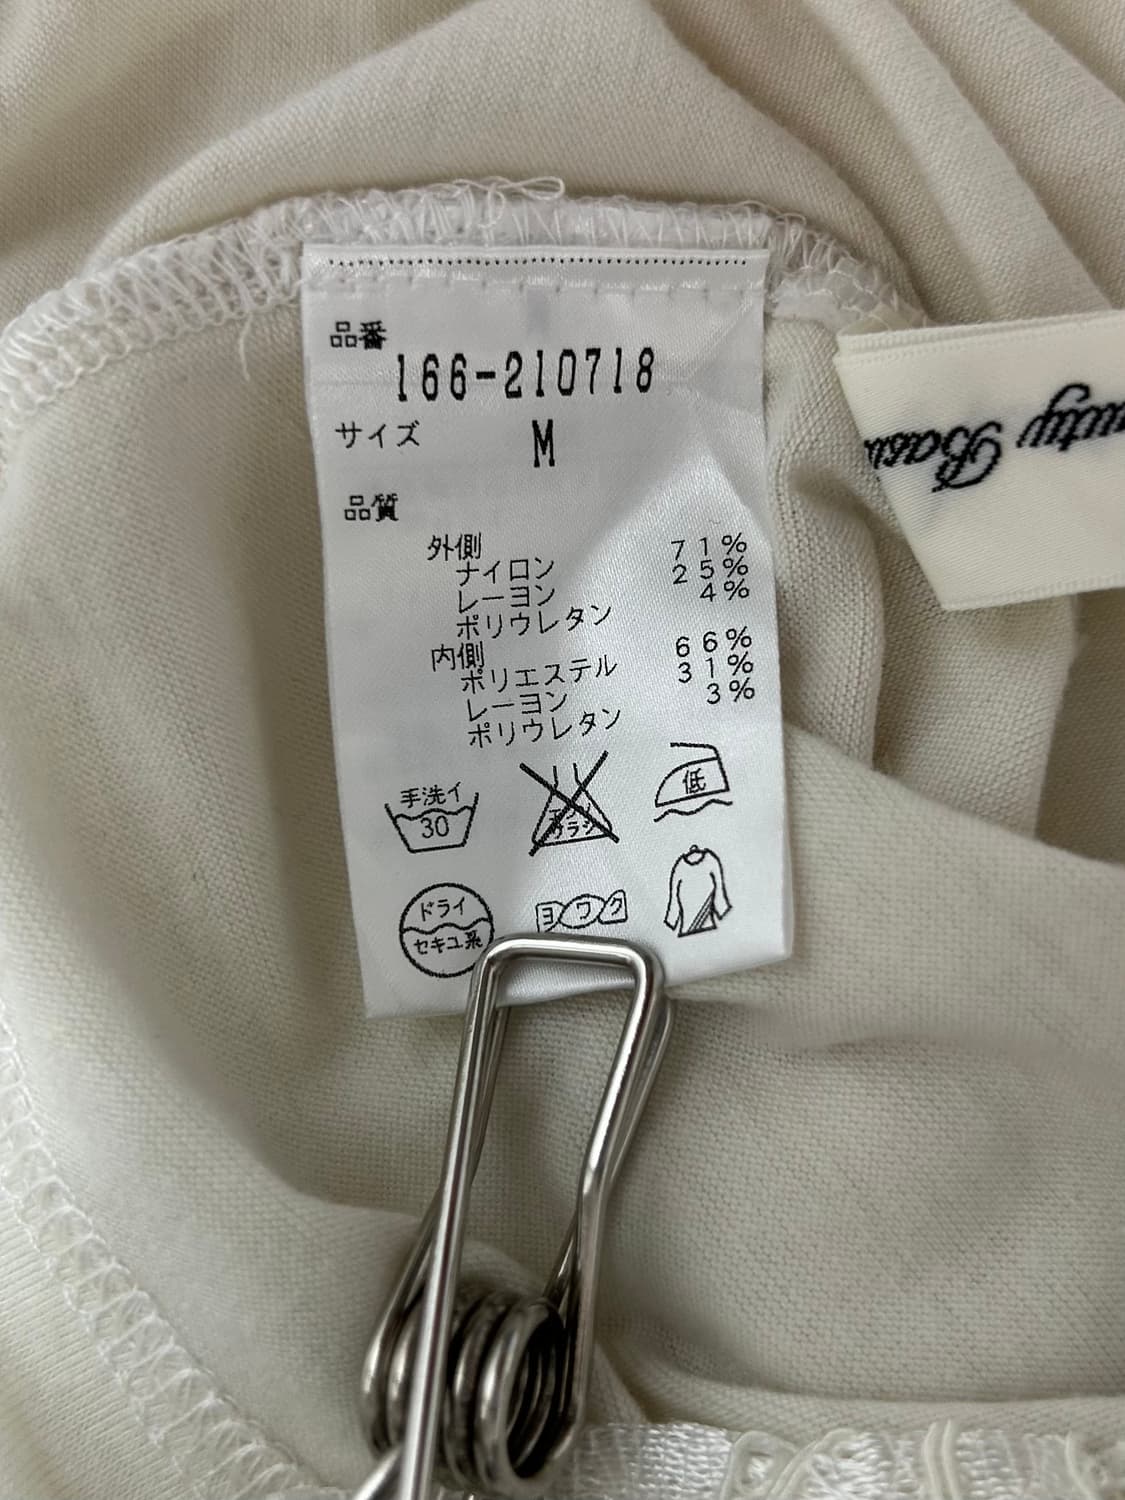 品番
166-210718
サイズ M
品質
外側
ナイロン 71%
レーヨン 25%
ポリウレタン 4%
内側
ポリエステル 66%
レーヨン 31%
ポリウレタン 3%
手洗イ
30
低
ドライ
セキユ系
ヨワク